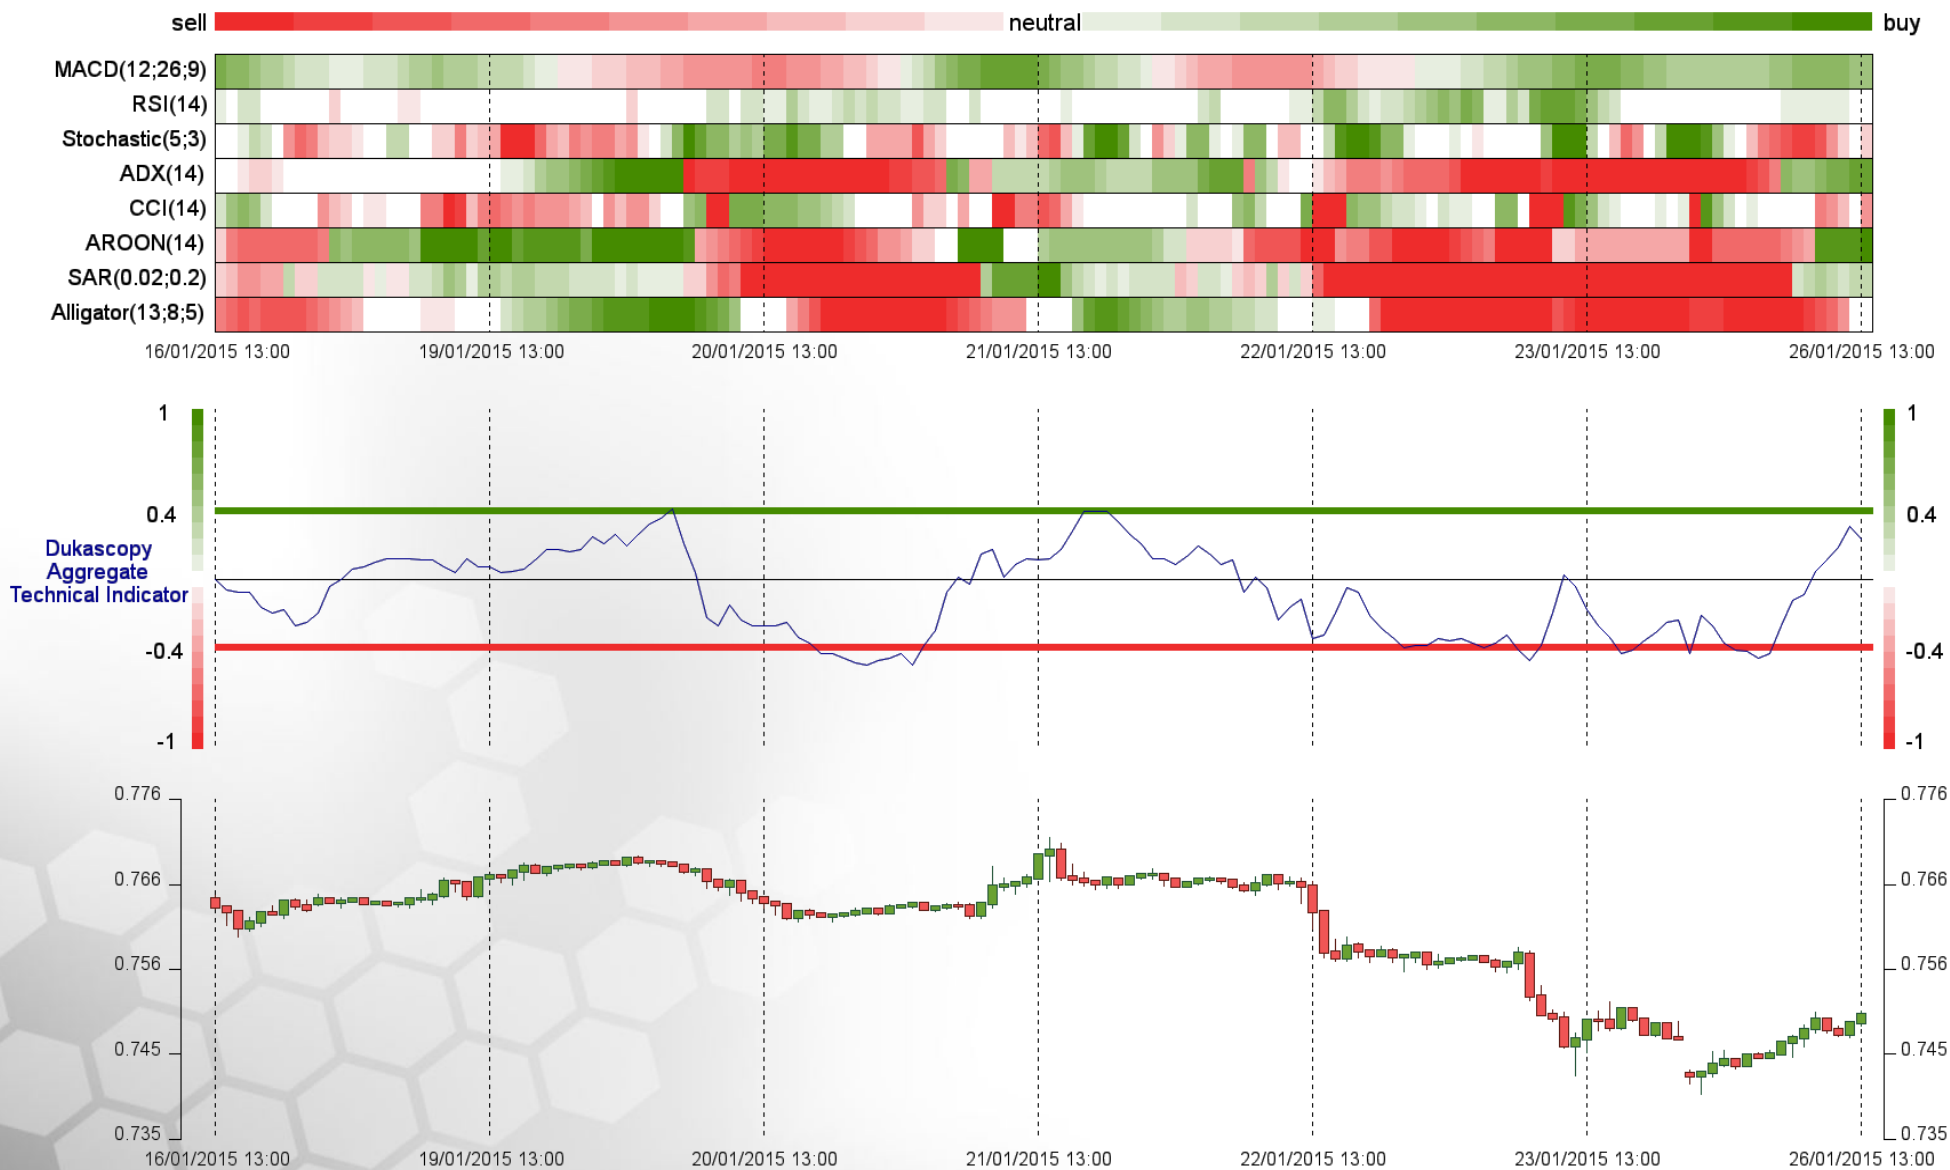 sell neutral buy
MACD(12;26;9)
RSI(14)
Stochastic(5;3)
ADX(14)
CCI(14)
AROON(14)
SAR(0.02;0.2)
Alligator(13;8;5)
16/01/2015 13:00 19/01/2015 13:00 20/01/2015 13:00 21/01/2015 13:00 22/01/2015 13:00 23/01/2015 13:00 26/01/2015 13:00
1 1
0.4 0.4
Dukascopy
Aggregate
Technical Indicator
-0.4 -0.4
-1 -1
0.776 0.776
0.766 0.766
0.756 0.756
0.745 0.745
0.735 0.735
16/01/2015 13:00 19/01/2015 13:00 20/01/2015 13:00 21/01/2015 13:00 22/01/2015 13:00 23/01/2015 13:00 26/01/2015 13:00